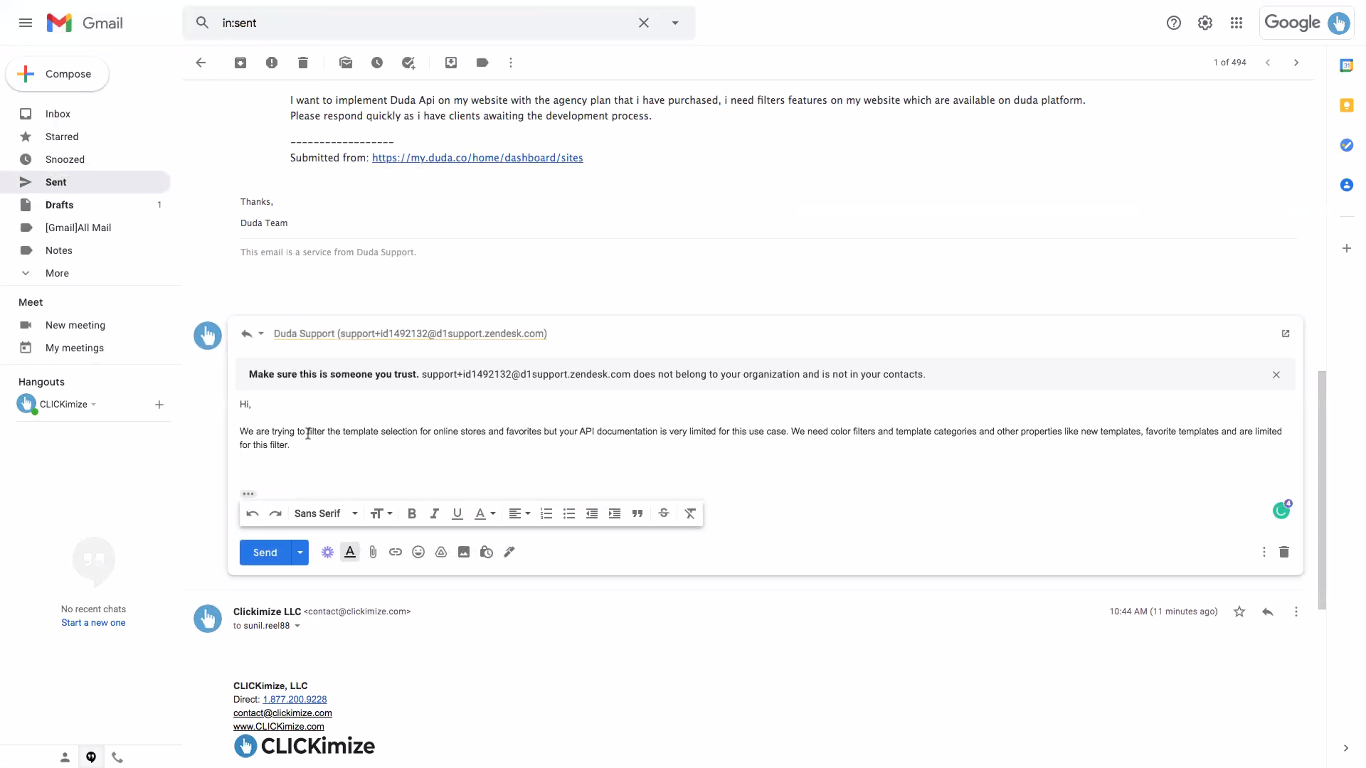 Gmail
in:sent
Google
Compose
1 of 494
Inbox
Starred
Snoozed
Sent
Drafts 1
[Gmail]All Mail
Notes
More
Meet
New meeting
My meetings
Hangouts
CLICKimize
No recent chats
Start a new one
I want to implement Duda Api on my website with the agency plan that i have purchased, i need filters features on my website which are available on duda platform.
Please respond quickly as i have clients awaiting the development process.
------------------
Submitted from: https://my.duda.co/home/dashboard/sites
Thanks,
Duda Team
This email is a service from Duda Support.
Duda Support (support+id1492132@d1support.zendesk.com)
Make sure this is someone you trust. support+id1492132@d1support.zendesk.com does not belong to your organization and is not in your contacts.
Hi,
We are trying to filter the template selection for online stores and favorites but your API documentation is very limited for this use case. We need color filters and template categories and other properties like new templates, favorite templates and are limited
for this filter.
Sans Serif
4
Send
Clickimize LLC <contact@clickimize.com> 10:44 AM (11 minutes ago)
to sunil.reel88
CLICKimize, LLC
Direct: 1.877.200.9228
contact@clickimize.com
www.CLICKimize.com
CLICKimize